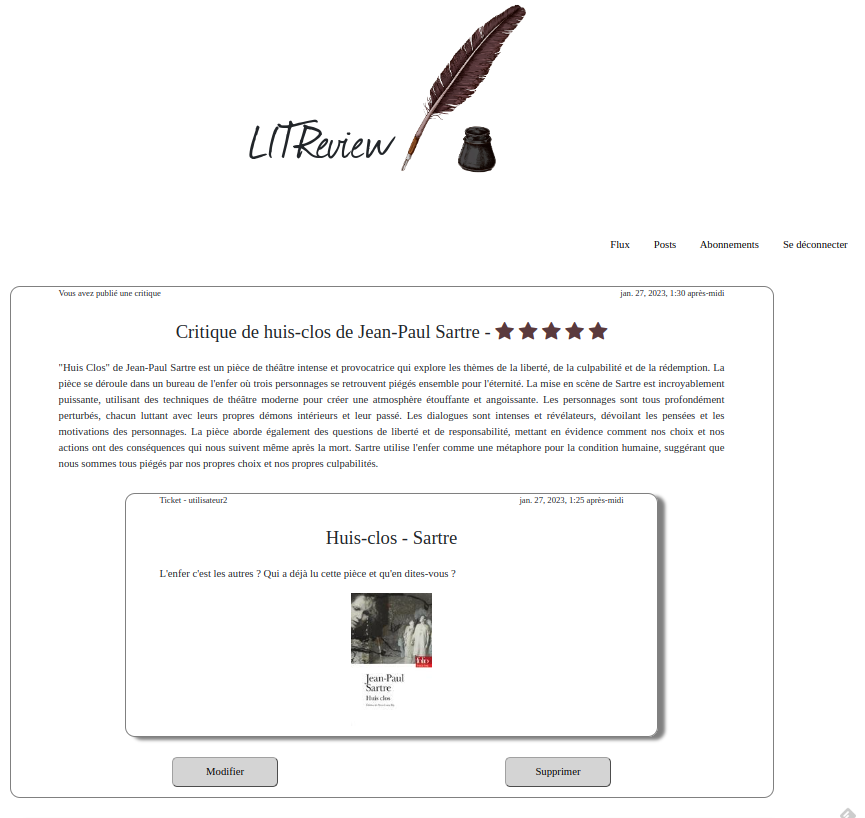 LITReview
Flux Posts Abonnements Se déconnecter
Vous avez publié une critique jan. 27, 2023, 1:30 après-midi
Critique de huis-clos de Jean-Paul Sartre - ★ ★ ★ ★ ★
"Huis Clos" de Jean-Paul Sartre est un pièce de théâtre intense et provocatrice qui explore les thèmes de la liberté, de la culpabilité et de la rédemption. La
pièce se déroule dans un bureau de l'enfer où trois personnages se retrouvent piégés ensemble pour l'éternité. La mise en scène de Sartre est incroyablement
puissante, utilisant des techniques de théâtre moderne pour créer une atmosphère étouffante et angoissante. Les personnages sont tous profondément
perturbés, chacun luttant avec leurs propres démons intérieurs et leur passé. Les dialogues sont intenses et révélateurs, dévoilant les pensées et les
motivations des personnages. La pièce aborde également des questions de liberté et de responsabilité, mettant en évidence comment nos choix et nos
actions ont des conséquences qui nous suivent même après la mort. Sartre utilise l'enfer comme une métaphore pour la condition humaine, suggérant que
nous sommes tous piégés par nos propres choix et nos propres culpabilités.
Ticket - utilisateur2 jan. 27, 2023, 1:25 après-midi
Huis-clos - Sartre
L'enfer c'est les autres ? Qui a déjà lu cette pièce et qu'en dites-vous ?
folio
Jean-Paul
Sartre
Huis clos
Modifier Supprimer